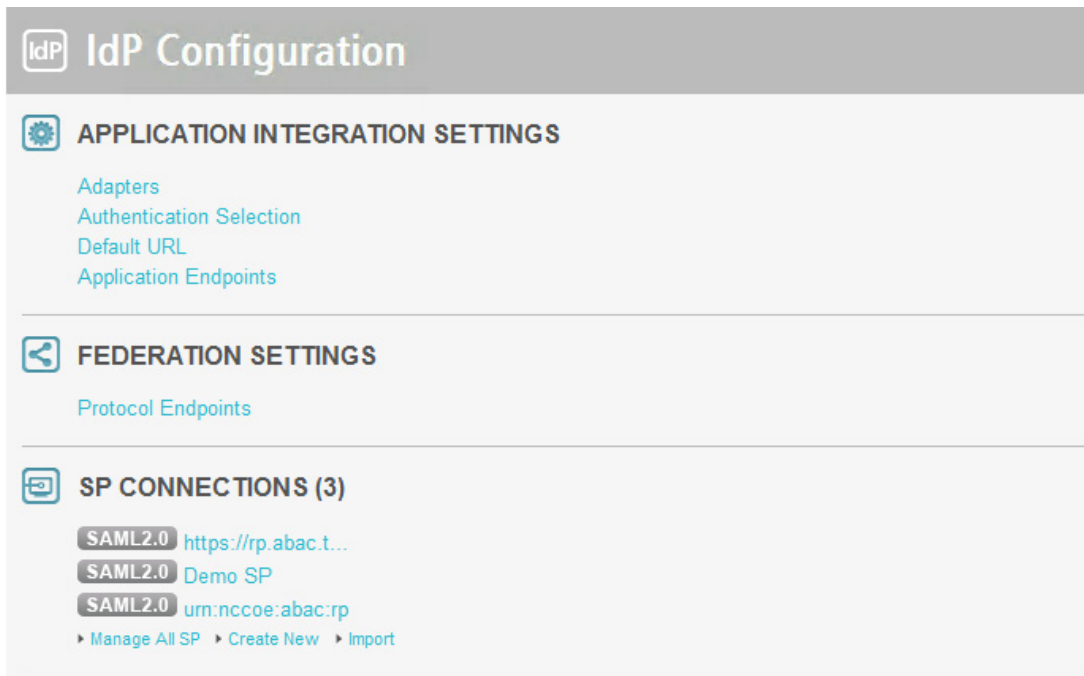 IdP IdP Configuration
APPLICATION INTEGRATION SETTINGS
Adapters
Authentication Selection
Default URL
Application Endpoints
FEDERATION SETTINGS
Protocol Endpoints
SP CONNECTIONS (3)
SAML2.0 https://rp.abac.t...
SAML2.0 Demo SP
SAML2.0 urn:nccoe:abac:rp
Manage All SP Create New Import